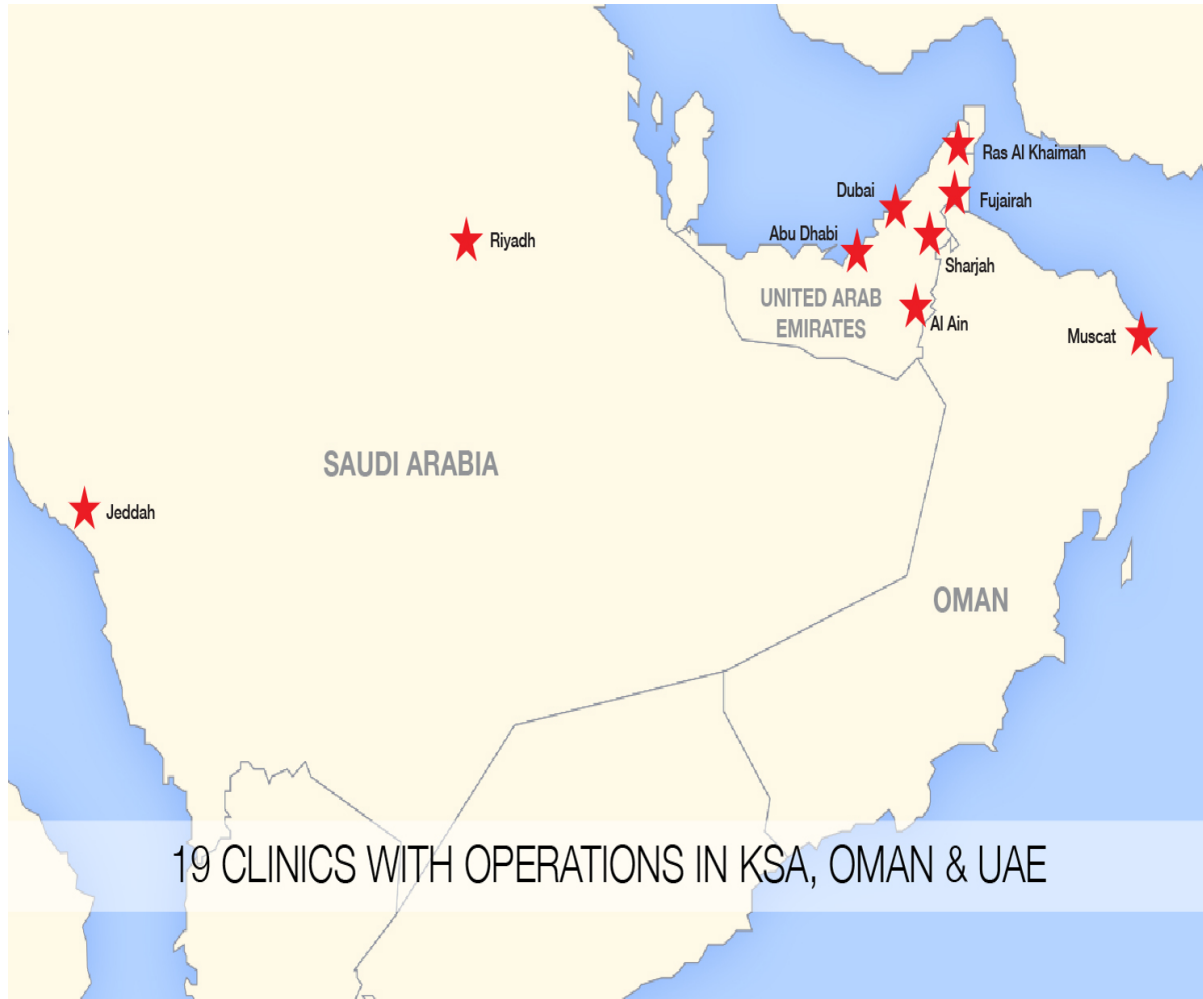 Ras Al Khaimah
Dubai
Fujairah
Abu Dhabi
Riyadh
Sharjah
UNITED ARAB
EMIRATES
Al Ain
Muscat
SAUDI ARABIA
Jeddah
OMAN
19 CLINICS WITH OPERATIONS IN KSA, OMAN & UAE